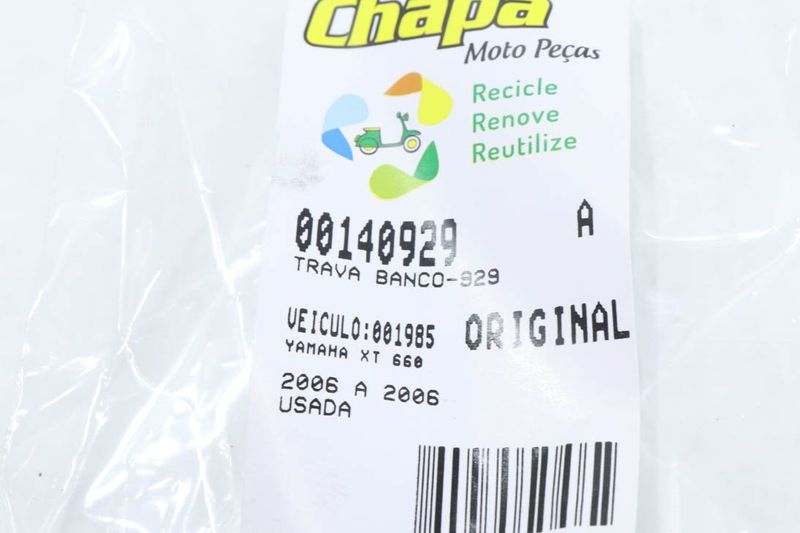 Chapa
Moto Peças
Recicle
Renove
Reutilize
00140929 A
TRAVA BANCO-929
VEICULO:001985 ORIGINAL
YAMAHA XT 660
2006 A 2006
USADA